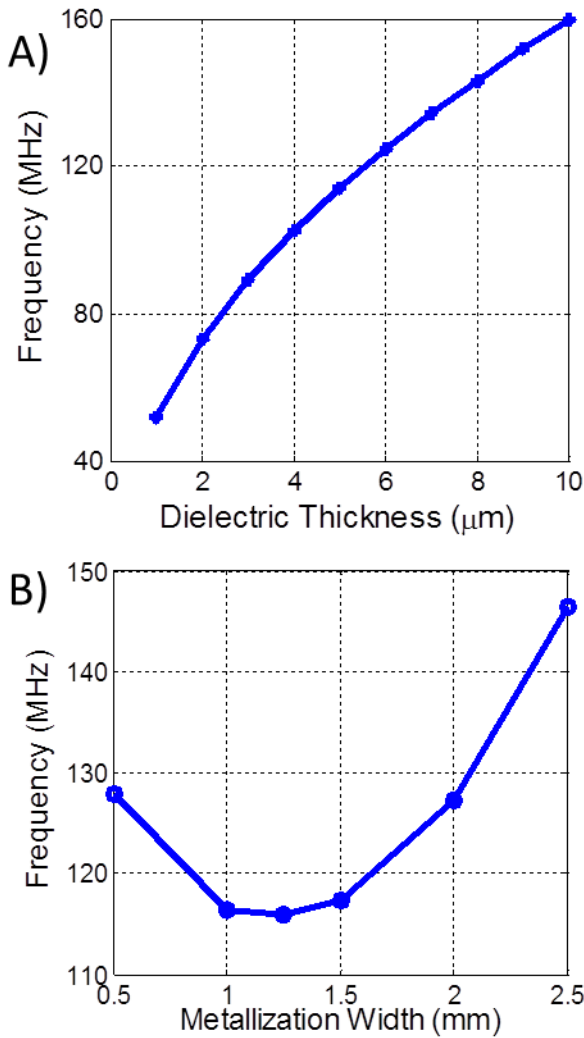 A)
Frequency (MHz)
160
120
80
40
0 2 4 6 8 10
Dielectric Thickness (μm)
B)
Frequency (MHz)
150
140
130
120
110
0.5 1 1.5 2 2.5
Metallization Width (mm)